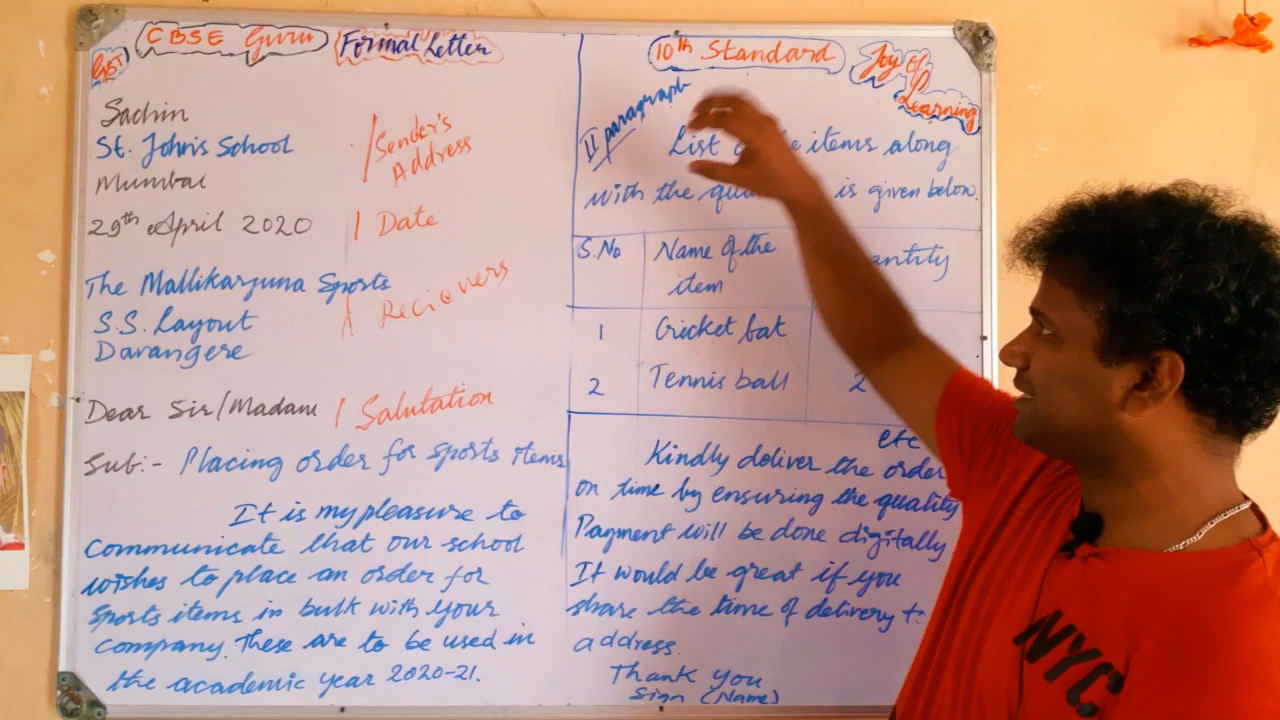 CBSE Guru
Formal Letter
Sachin
St. John's School
Mumbai
Sender's
Address
29th April 2020
Date
The Mallikarjuna Sports
S.S. Layout
Davangere
Recievers
Dear Sir/Madam
Salutation
Sub:- Placing order for sports items
It is my pleasure to
communicate that our school
wishes to place an order for
sports items in bulk with your
company. These are to be used in
the academic year 2020-21.
10th Standard
Joy of
Learning
II paragraph
List items along
with the is given below.
S.No Name of the
item
1 Cricket bat
2 Tennis ball 2
etc
Kindly deliver the order
on time by ensuring the quality
Payment will be done digitally
It would be great if you
share the time of delivery
address.
Thank you
Sign (Name)
NYC